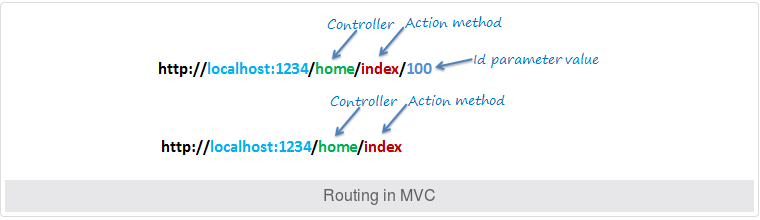 Controller Action method
http://localhost:1234/home/index/100
Id parameter value
Controller Action method
http://localhost:1234/home/index
Routing in MVC